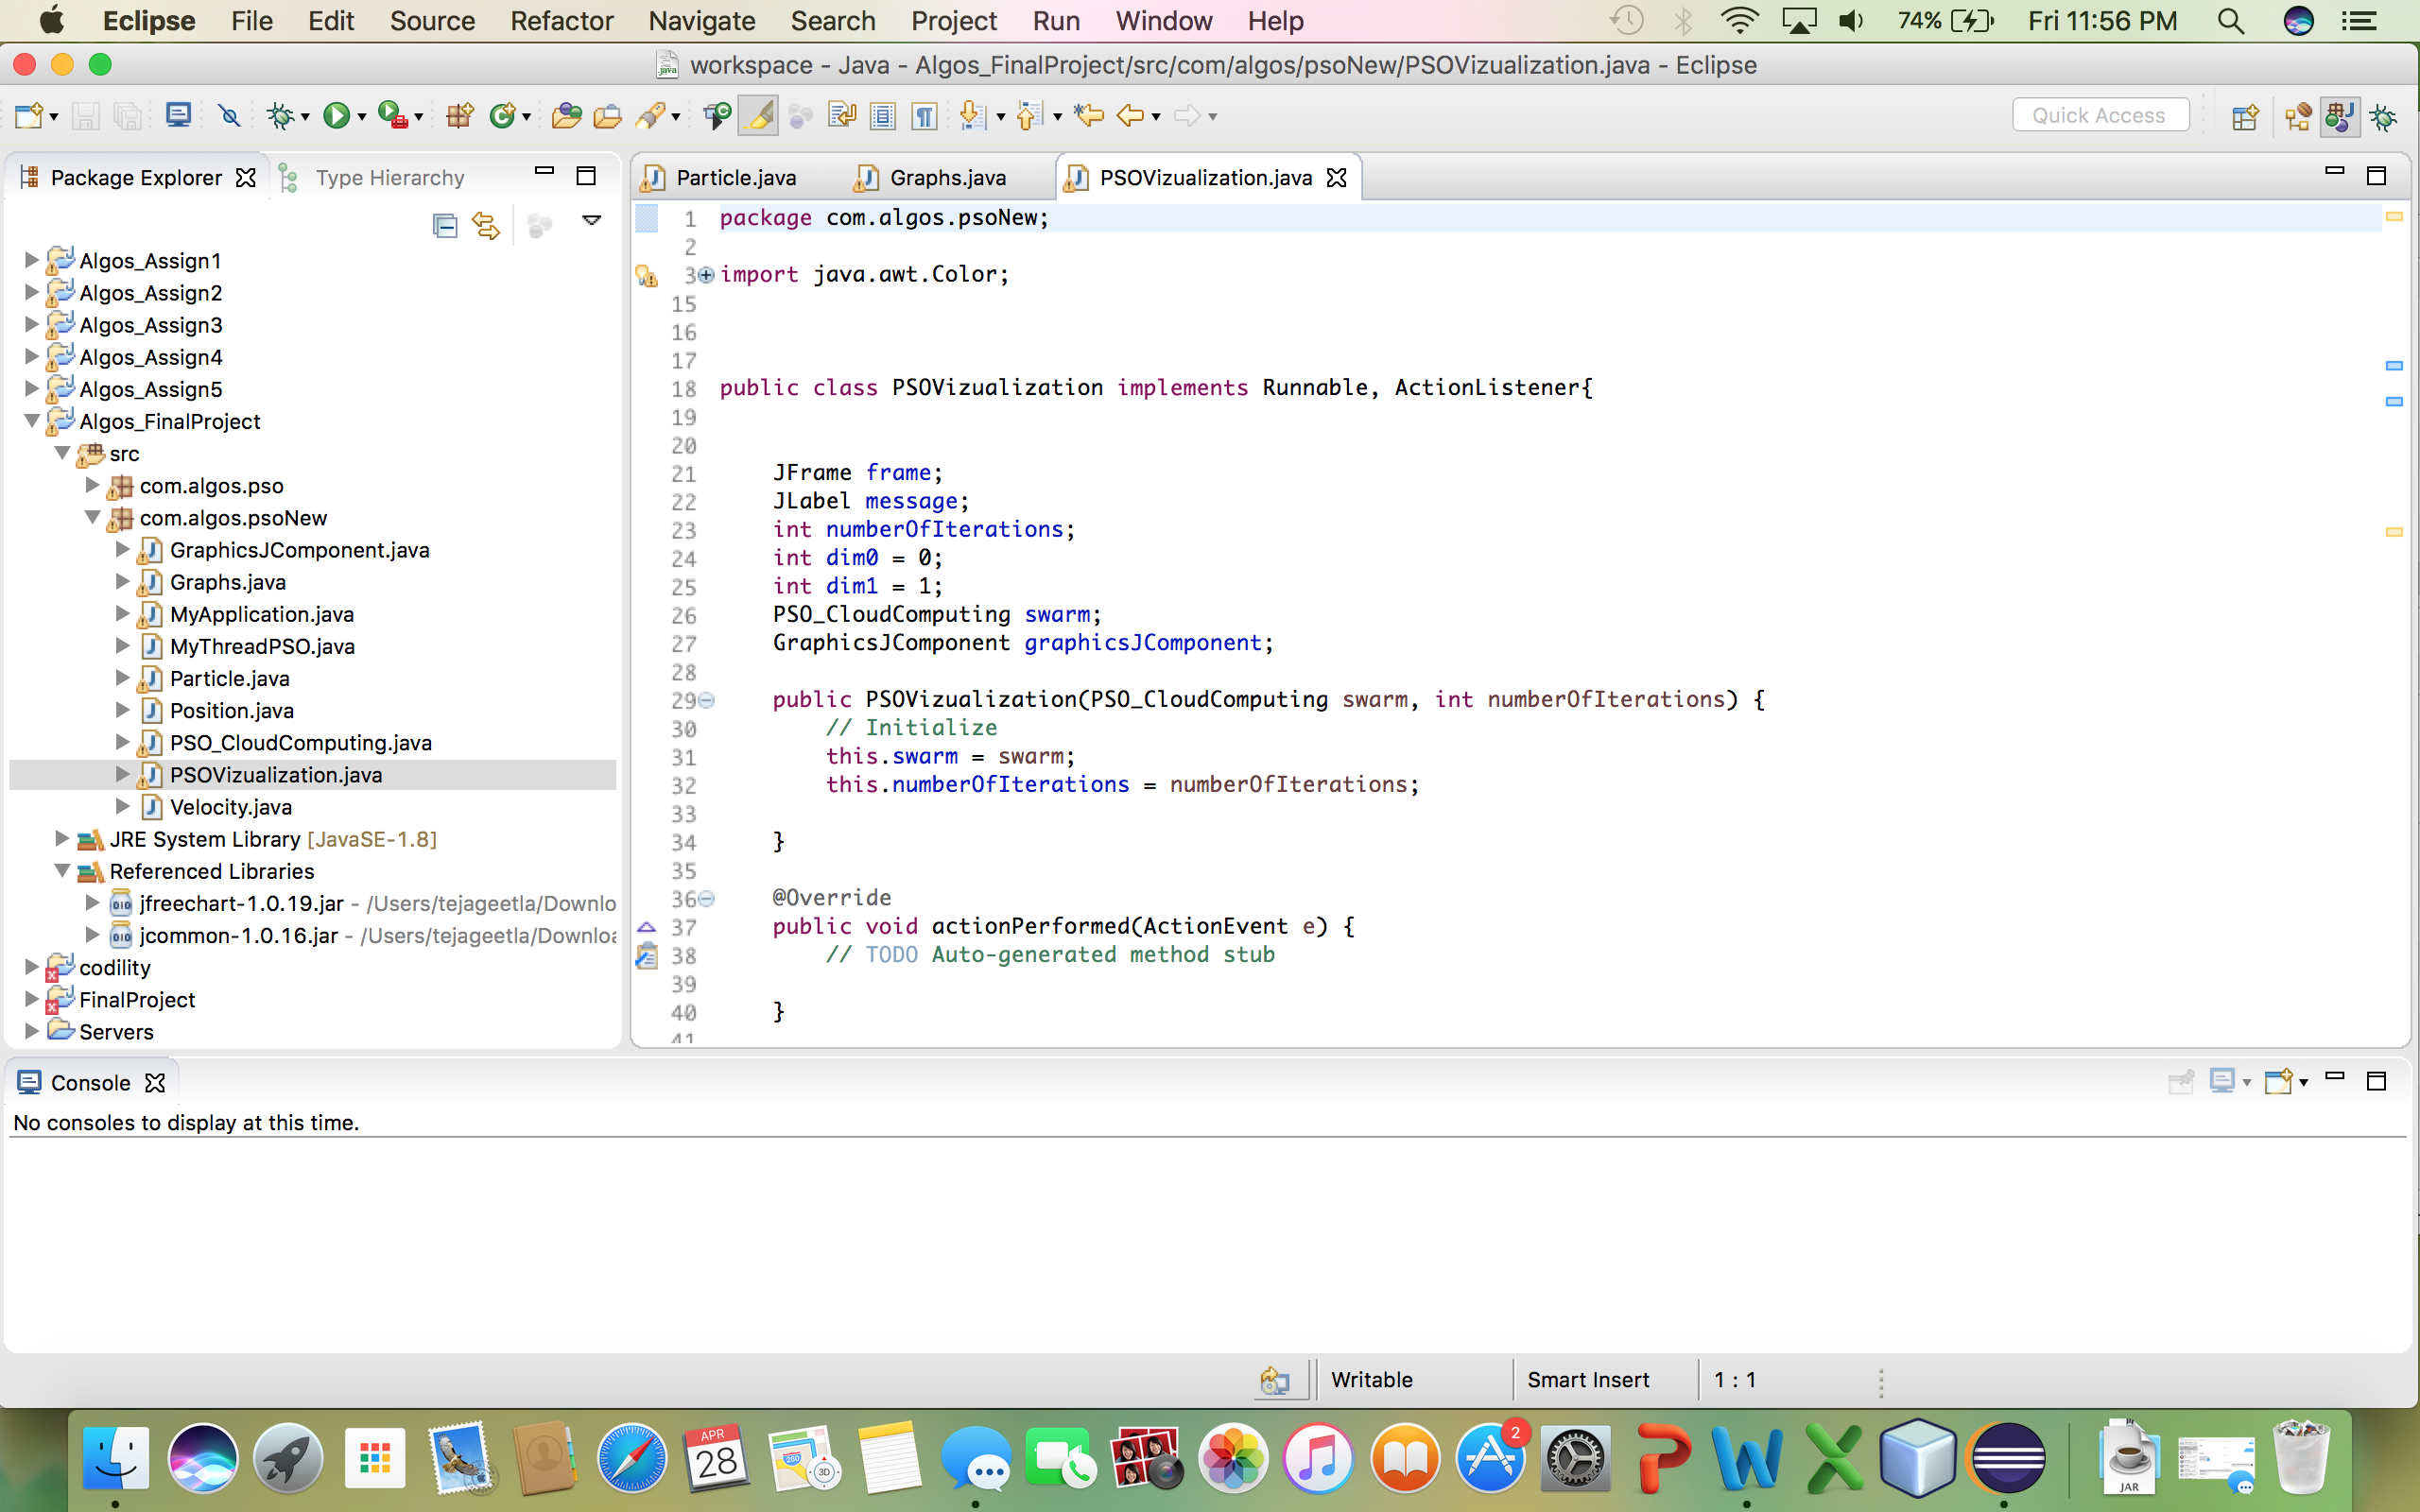 Eclipse File Edit Source Refactor Navigate Search Project Run Window Help 74% Fri 11:56 PM
workspace - Java - Algos_FinalProject/src/com/algos/psoNew/PSOVizualization.java - Eclipse
Quick Access
Package Explorer Type Hierarchy
Algos_Assign1
Algos_Assign2
Algos_Assign3
Algos_Assign4
Algos_Assign5
Algos_FinalProject
src
com.algos.pso
com.algos.psoNew
GraphicsJComponent.java
Graphs.java
MyApplication.java
MyThreadPSO.java
Particle.java
Position.java
PSO_CloudComputing.java
PSOVizualization.java
Velocity.java
JRE System Library [JavaSE-1.8]
Referenced Libraries
jfreechart-1.0.19.jar - /Users/tejageetla/Downlo
jcommon-1.0.16.jar - /Users/tejageetla/Downloa
codility
FinalProject
Servers
Particle.java Graphs.java PSOVizualization.java
1 package com.algos.psoNew;
2
3 import java.awt.Color;
15
16
17
18 public class PSOVizualization implements Runnable, ActionListener{
19
20
21 JFrame frame;
22 JLabel message;
23 int numberOfIterations;
24 int dim0 = 0;
25 int dim1 = 1;
26 PSO_CloudComputing swarm;
27 GraphicsJComponent graphicsJComponent;
28
29 public PSOVizualization(PSO_CloudComputing swarm, int numberOfIterations) {
30 // Initialize
31 this.swarm = swarm;
32 this.numberOfIterations = numberOfIterations;
33
34 }
35
36 @Override
37 public void actionPerformed(ActionEvent e) {
38 // TODO Auto-generated method stub
39
40 }
41
Console
No consoles to display at this time.
Writable Smart Insert 1 : 1
APR
28
280
3D
2
JAR